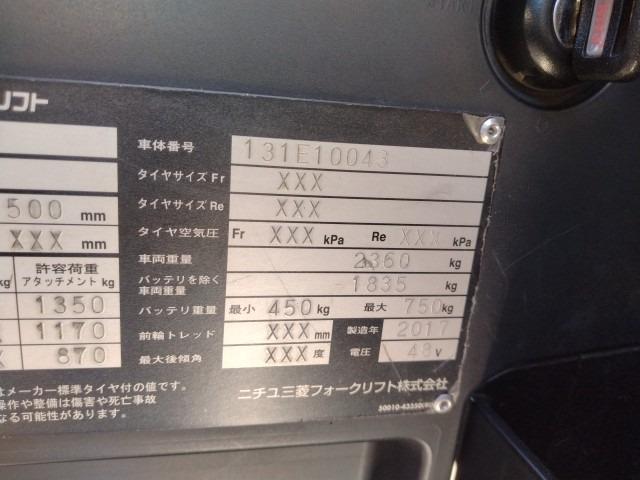 リフト
車体番号 131E10043
タイヤサイズ Fr XXX
500 mm タイヤサイズ Re XXX
XXX mm タイヤ空気圧 Fr XXX kPa Re XXX kPa
車両重量 2360 kg
kg 許容荷重 アタッチメント kg バッテリを除く 車両重量 1835 kg
1350 バッテリ重量 最小 450 kg 最大 750 kg
1170 前輪トレッド XXX mm 製造年 2017
870 最大後傾角 XXX 度 電圧 48 V
はメーカー標準タイヤ付の値です。 ニチユ三菱フォークリフト株式会社
操作や整備は傷害や死亡事故
なる可能性があります。